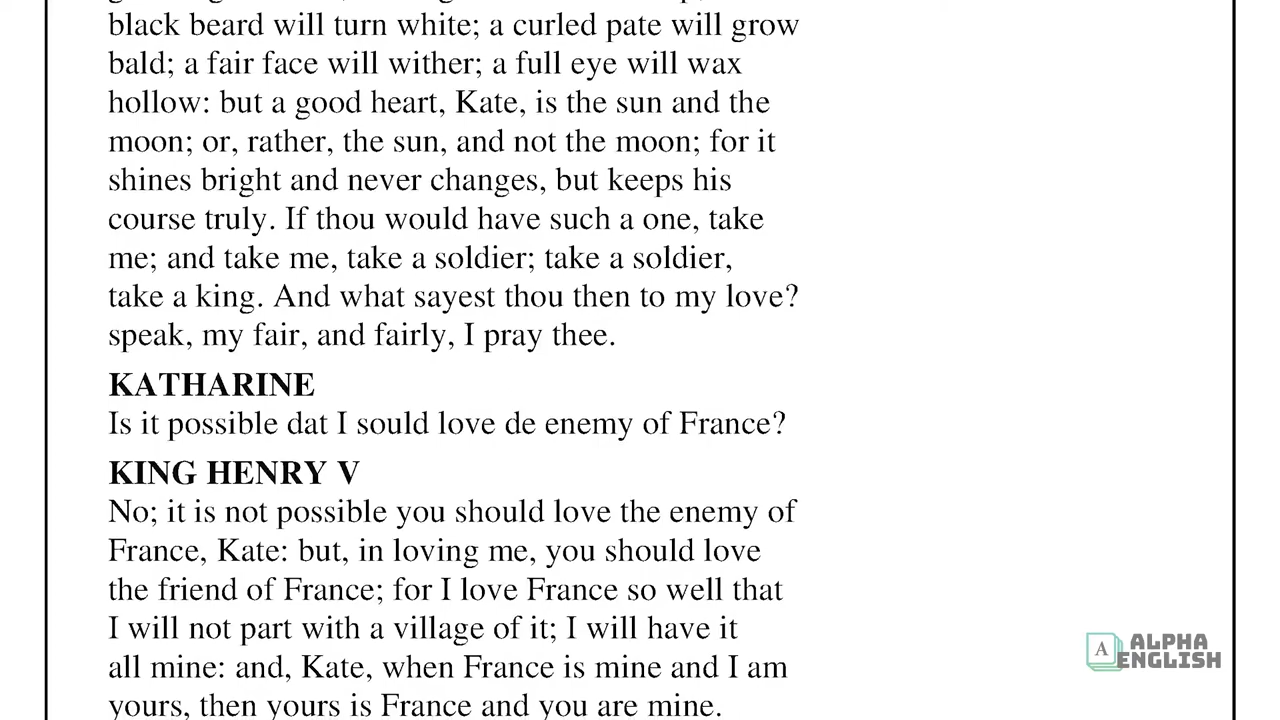 black beard will turn white; a curled pate will grow
bald; a fair face will wither; a full eye will wax
hollow: but a good heart, Kate, is the sun and the
moon; or, rather, the sun, and not the moon; for it
shines bright and never changes, but keeps his
course truly. If thou would have such a one, take
me; and take me, take a soldier; take a soldier,
take a king. And what sayest thou then to my love?
speak, my fair, and fairly, I pray thee.
KATHARINE
Is it possible dat I sould love de enemy of France?
KING HENRY V
No; it is not possible you should love the enemy of
France, Kate: but, in loving me, you should love
the friend of France; for I love France so well that
I will not part with a village of it; I will have it
all mine: and, Kate, when France is mine and I am
yours, then yours is France and you are mine.
A
ALPHA
ENGLISH